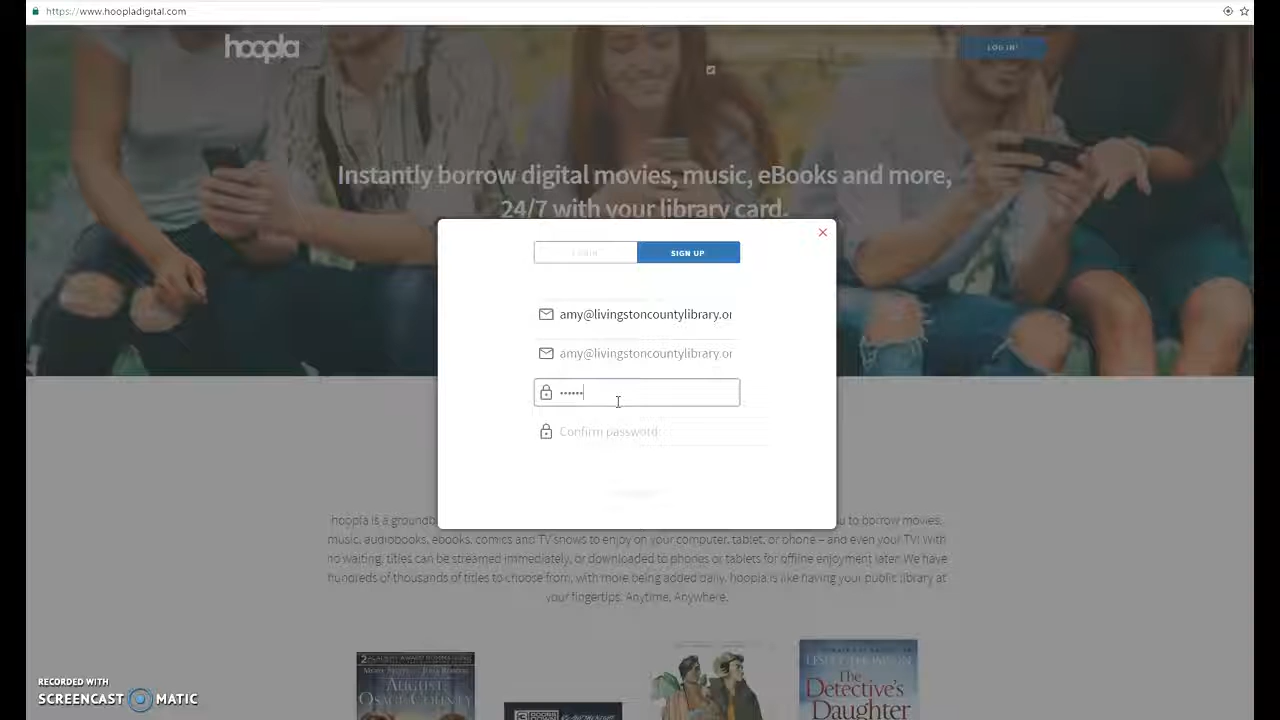 https://www.hoopladigital.com
hoopla
LOG IN!
Instantly borrow digital movies, music, eBooks and more,
24/7 with your library card.
LOGIN
SIGN UP
amy@livingstoncountylibrary.or
amy@livingstoncountylibrary.or
••••••
Confirm password
hoopla is a groundb u to borrow movies,
music, audiobooks, ebooks, comics and TV shows to enjoy on your computer, tablet, or phone – and even your TV! With
no waiting, titles can be streamed immediately, or downloaded to phones or tablets for offline enjoyment later. We have
hundreds of thousands of titles to choose from, with more being added daily. hoopla is like having your public library at
your fingertips. Anytime. Anywhere.
AUGUST:
OSAGE COUNTY
The
Detective's
Daughter
RECORDED WITH
SCREENCAST MATIC